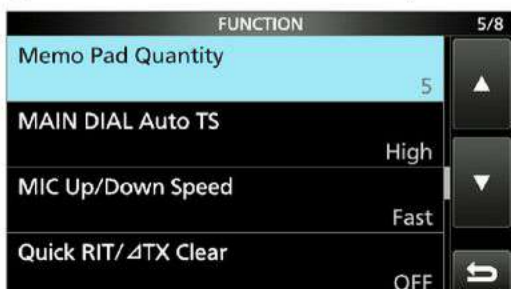 FUNCTION 5/8
Memo Pad Quantity
5
MAIN DIAL Auto TS
High
MIC Up/Down Speed
Fast
Quick RIT/⊿TX Clear
OFF